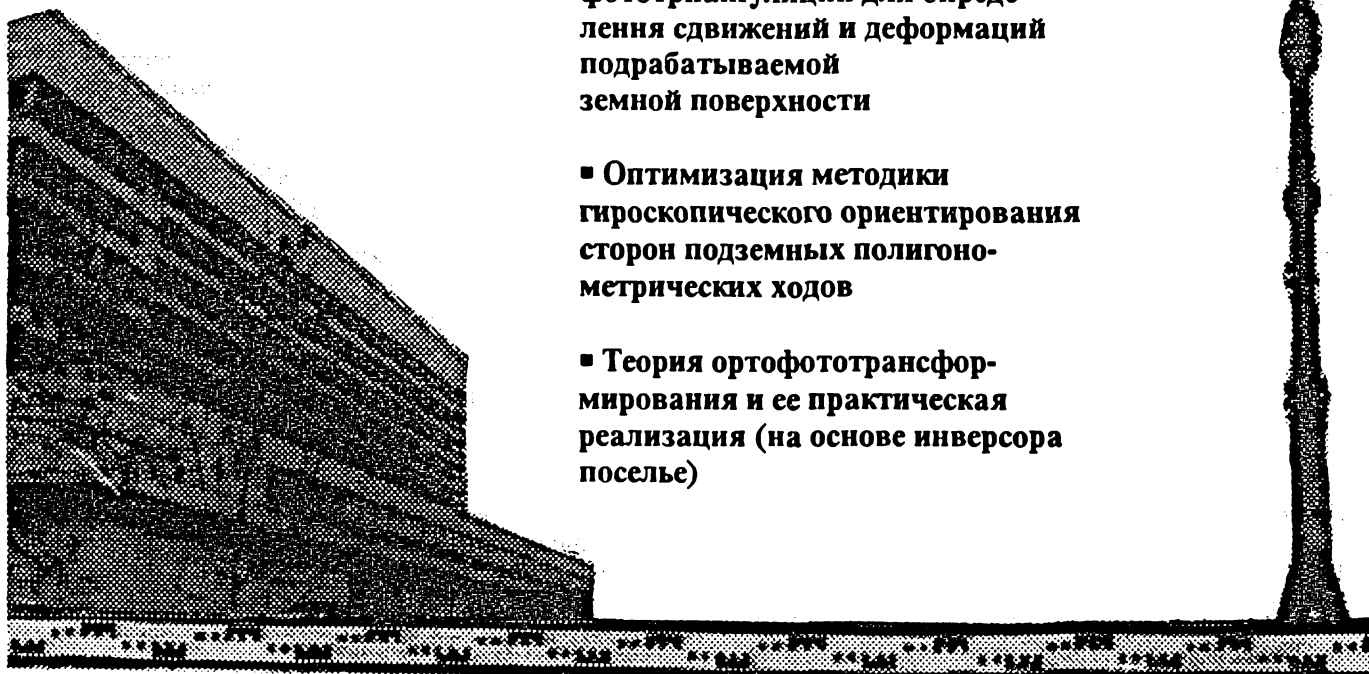 фототриангуляции для опреде-
лення сдвижений и деформаций
подрабатываемой
земной поверхности
▪ Оптимизация методики
гироскопического ориентирования
сторон подземных полигоно-
метрических ходов
▪ Теория ортофототрансфор-
мирования и ее практическая
реализация (на основе инверсора
поселье)